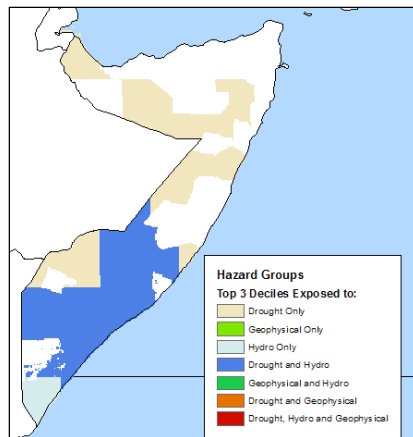 Hazard Groups
Top 3 Deciles Exposed to:
Drought Only
Geophysical Only
Hydro Only
Drought and Hydro
Geophysical and Hydro
Drought and Geophysical
Drought, Hydro and Geophysical